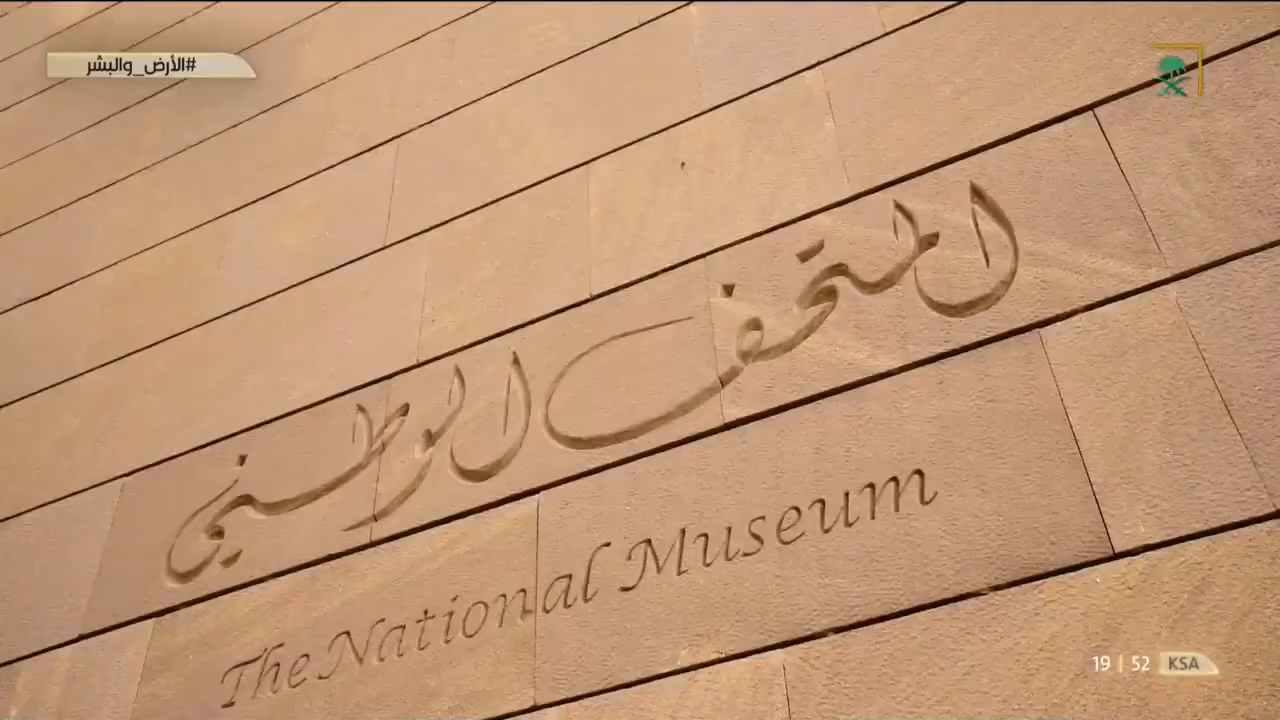 #الأرض_والبشر
المتحف الوطني
The National Museum
19 | 52 KSA